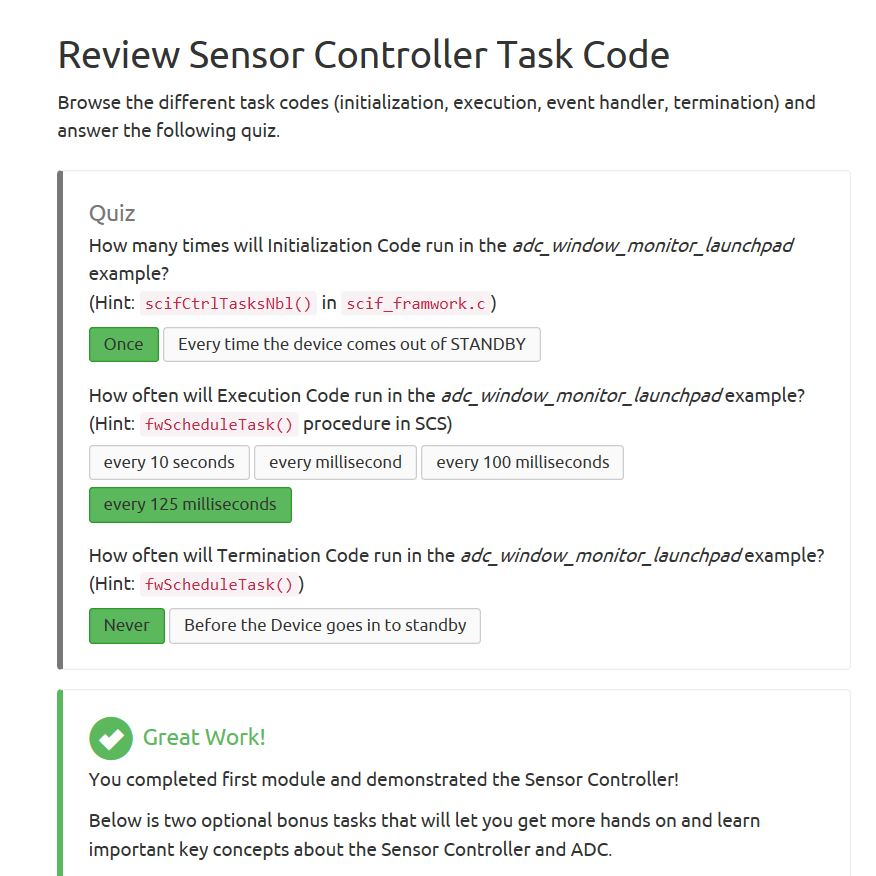 Review Sensor Controller Task Code
Browse the different task codes (initialization, execution, event handler, termination) and
answer the following quiz.
Quiz
How many times will Initialization Code run in the adc_window_monitor_launchpad
example?
(Hint: scifCtrlTasksNbl() in scif_framwork.c )
Once Every time the device comes out of STANDBY
How often will Execution Code run in the adc_window_monitor_launchpad example?
(Hint: fwScheduleTask() procedure in SCS)
every 10 seconds every millisecond every 100 milliseconds
every 125 milliseconds
How often will Termination Code run in the adc_window_monitor_launchpad example?
(Hint: fwScheduleTask() )
Never Before the Device goes in to standby
Great Work!
You completed first module and demonstrated the Sensor Controller!
Below is two optional bonus tasks that will let you get more hands on and learn
important key concepts about the Sensor Controller and ADC.